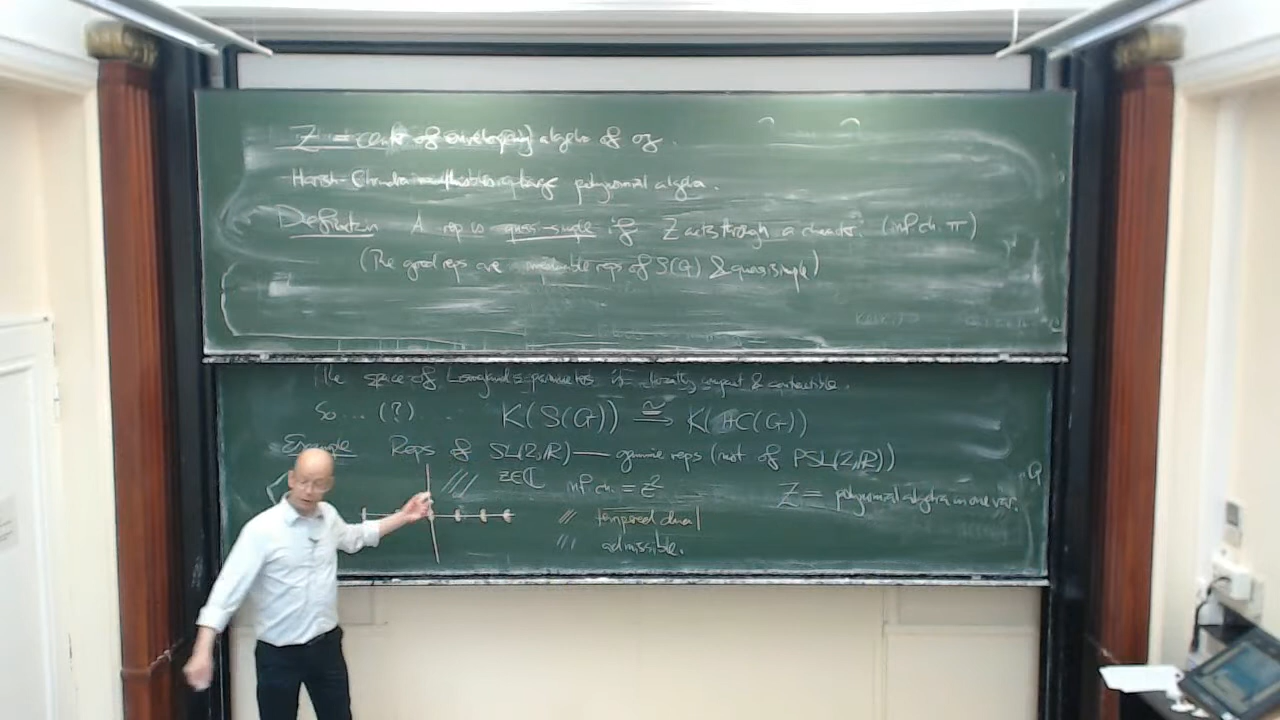 Z = center of enveloping algebra of g.
Harish-Chandra: polynomial algebra.
Definition A rep is quasi-simple if Z acts through a character (inf. ch. π)
(The good reps are irreducible reps of S(G) & quasisimple)
The space of Langlands parameters is locally compact & contractible.
So ... (?) ... K(S(G)) ≅→ K(HC(G))
Example Reps of SL(2,R) — genuine reps (not of PSL(2,R))
z∈ℂ inf ch. = z² Z = polynomial algebra in one var.
// tempered dual
/// admissible.